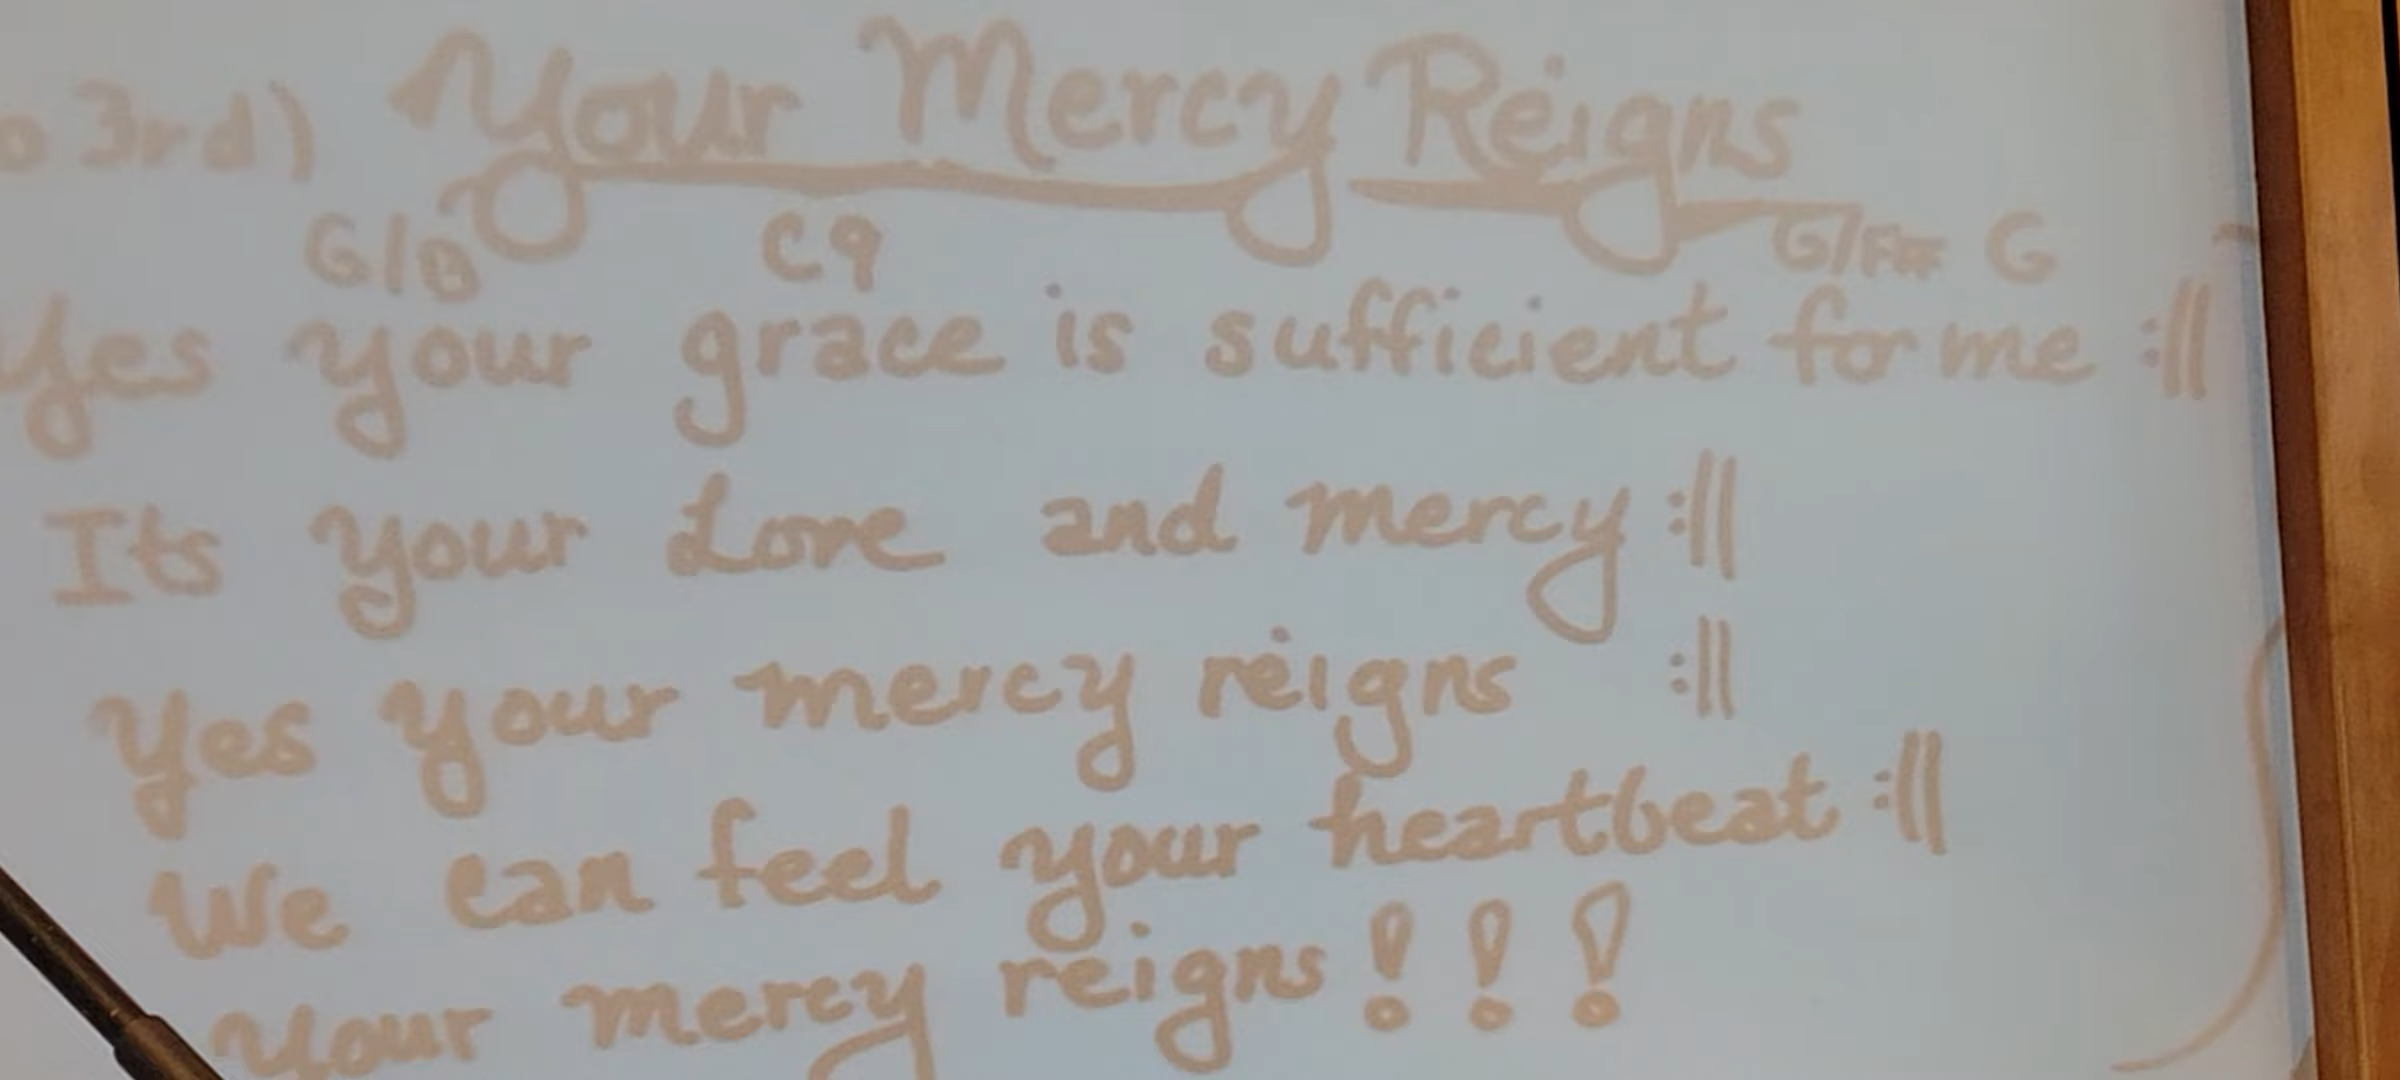 o 3rd) Your Mercy Reigns
G/B C9 G/F# G
Yes your grace is sufficient for me :||
Its your Love and mercy :||
Yes your mercy reigns :||
We can feel your heartbeat :||
Your mercy reigns!!!